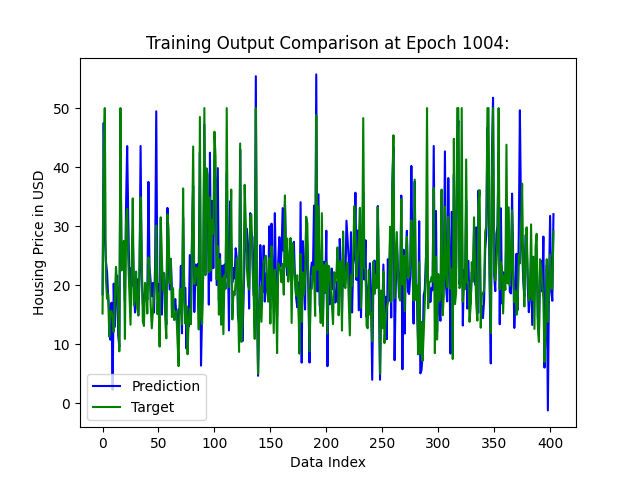 Training Output Comparison at Epoch 1004:
Housing Price in USD
50
40
30
20
10
0
Prediction
Target
0 50 100 150 200 250 300 350 400
Data Index